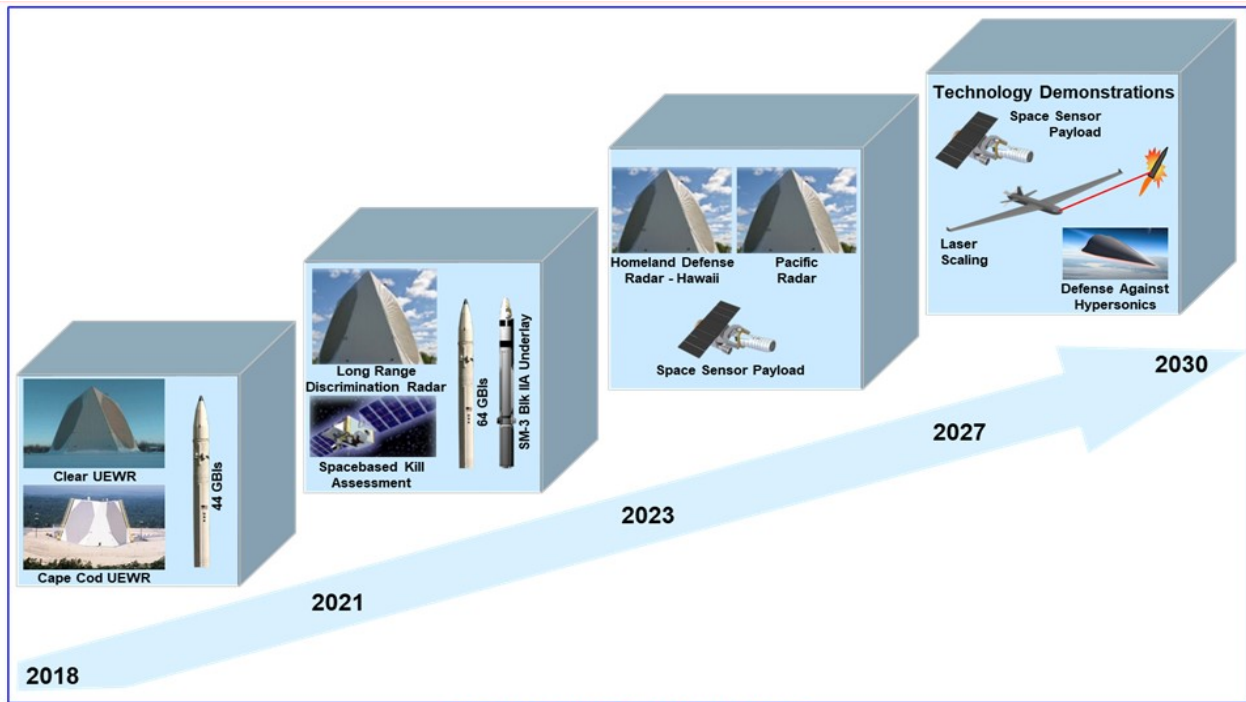 Clear UEWR
Cape Cod UEWR
44 GBIs
Long Range
Discrimination Radar
Spacebased Kill
Assessment
64 GBIs
SM-3 Blk IIA Underlay
Homeland Defense
Radar - Hawaii
Pacific
Radar
Space Sensor Payload
Technology Demonstrations
Space Sensor
Payload
Laser
Scaling
Defense Against
Hypersonics
2018
2021
2023
2027
2030